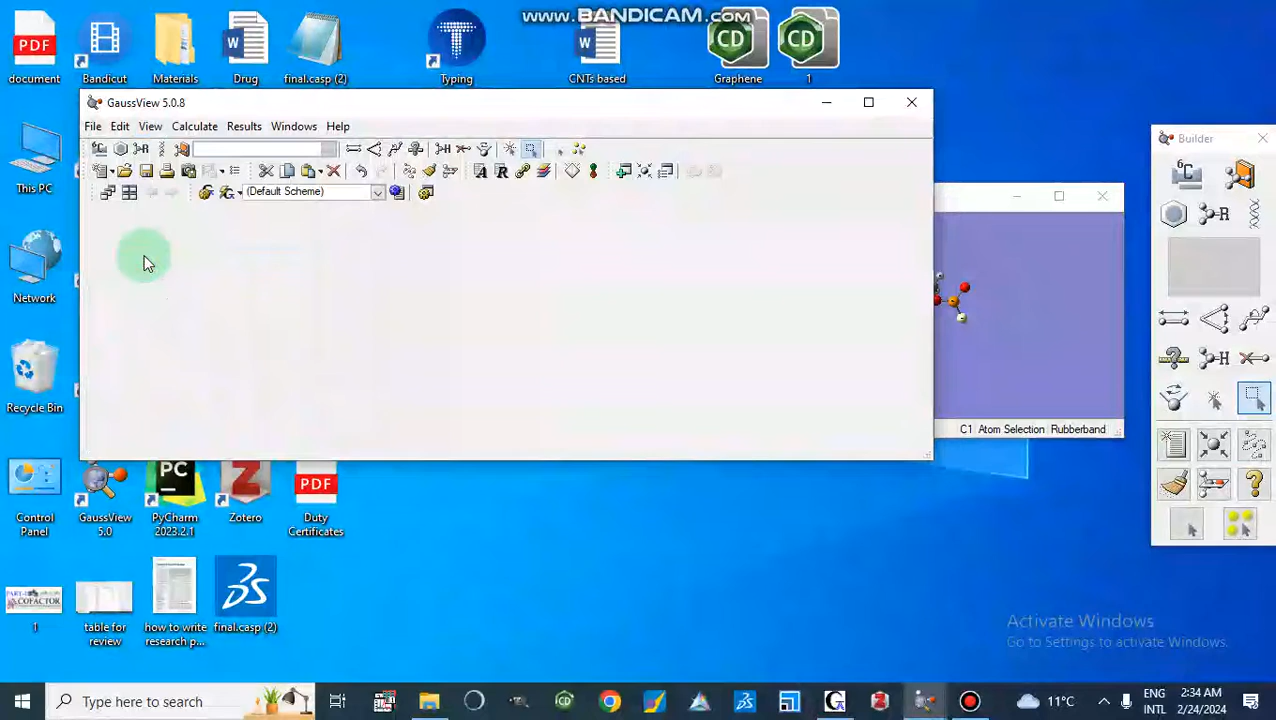 www.BANDICAM.com
PDF
document
Bandicut
Materials
Drug
final.casp (2)
Typing
CNTs based
CD
Graphene
CD
1
GaussView 5.0.8
File Edit View Calculate Results Windows Help
(Default Scheme)
C1 Atom Selection Rubberband
Builder
6C
R
H
This PC
Network
Recycle Bin
Control Panel
GaussView 5.0
PC
PyCharm 2023.2.1
Z
Zotero
PDF
Duty Certificates
COFACTOR
1
table for review
how to write research p...
final.casp (2)
Activate Windows
Go to Settings to activate Windows.
Type here to search
11°C
ENG
INTL
2:34 AM
2/24/2024